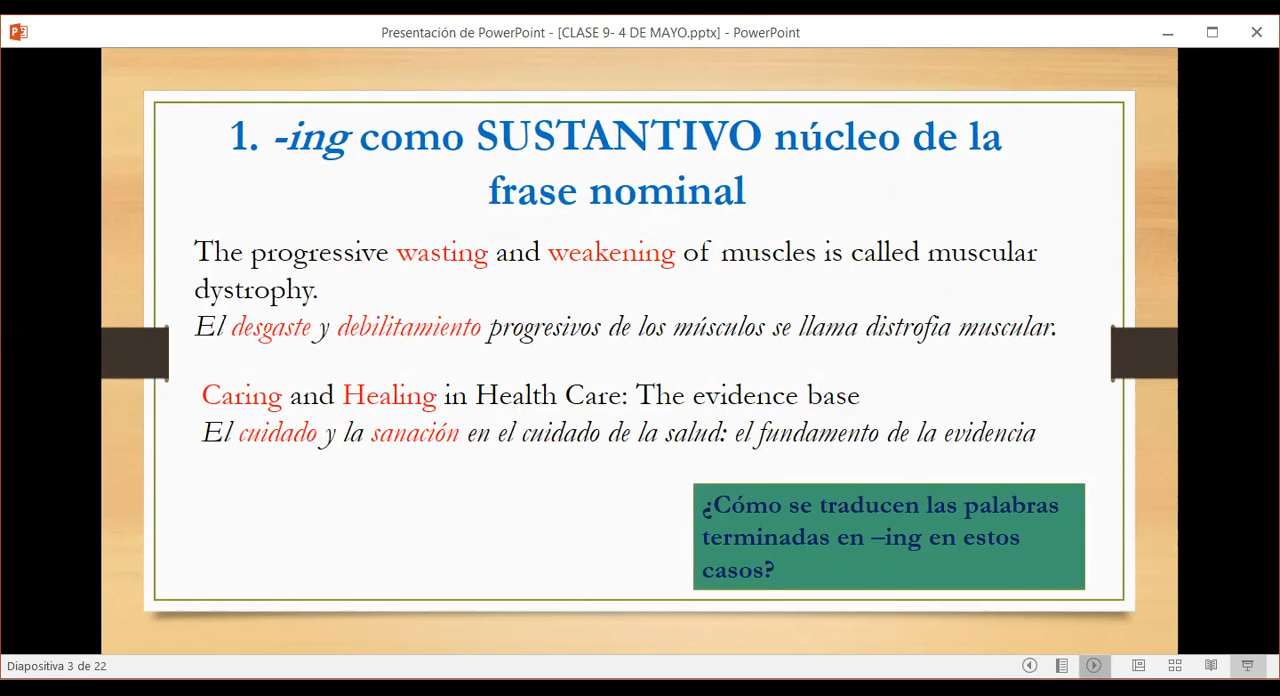 Presentación de PowerPoint - [CLASE 9- 4 DE MAYO.pptx] - PowerPoint
1. -ing como SUSTANTIVO núcleo de la
frase nominal
The progressive wasting and weakening of muscles is called muscular
dystrophy.
El desgaste y debilitamiento progresivos de los músculos se llama distrofia muscular.
Caring and Healing in Health Care: The evidence base
El cuidado y la sanación en el cuidado de la salud: el fundamento de la evidencia
¿Cómo se traducen las palabras
terminadas en –ing en estos
casos?
Diapositiva 3 de 22